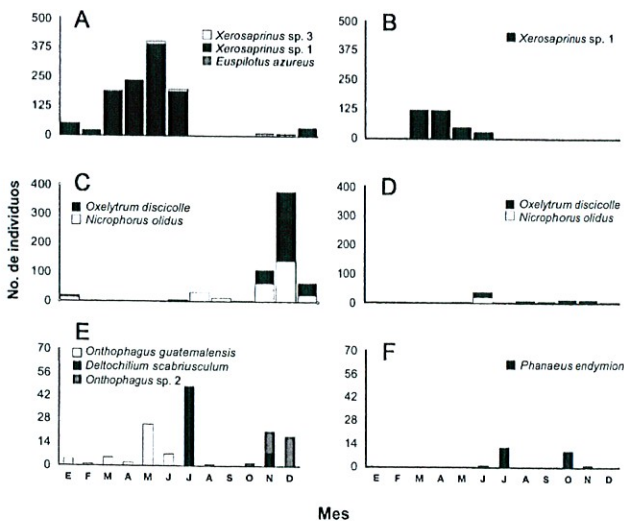 A
500
375
250
125
0
Xerosaprinus sp. 3
Xerosaprinus sp. 1
Euspilotus azureus
B
500
375
250
125
0
Xerosaprinus sp. 1
No. de individuos
C
400
300
200
100
0
Oxelytrum discicolle
Nicrophorus olidus
D
400
300
200
100
0
Oxelytrum discicolle
Nicrophorus olidus
E
70
56
42
28
14
0
Onthophagus guatemalensis
Deltochilium scabriusculum
Onthophagus sp. 2
E F M A M J J A S O N D
F
70
56
42
28
14
0
Phanaeus endymion
E F M A M J J A S O N D
Mes